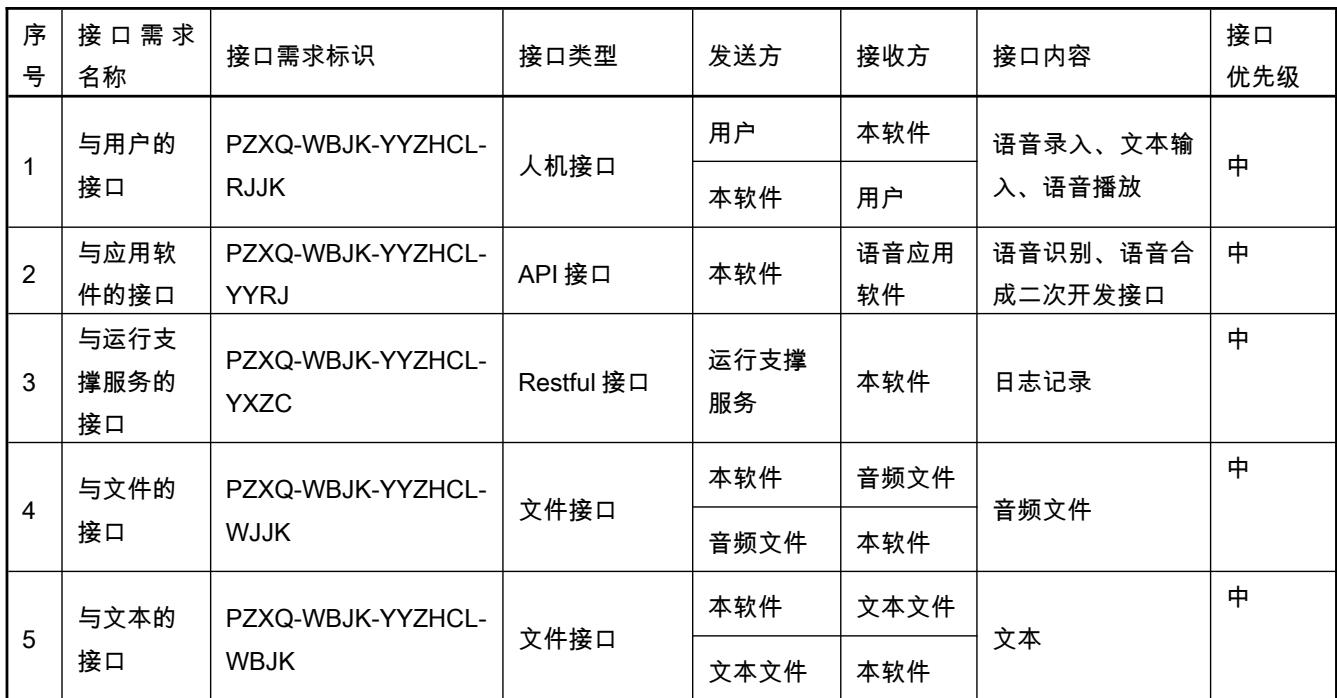 序号 接口需求名称 接口需求标识 接口类型 发送方 接收方 接口内容 接口优先级
1 与用户的接口 PZXQ-WBJK-YYZHCL-RJJK 人机接口 用户 本软件 语音录入、文本输入、语音播放 中
本软件 用户
2 与应用软件的接口 PZXQ-WBJK-YYZHCL-YYRJ API 接口 本软件 语音应用软件 语音识别、语音合成二次开发接口 中
3 与运行支撑服务的接口 PZXQ-WBJK-YYZHCL-YXZC Restful 接口 运行支撑服务 本软件 日志记录 中
4 与文件的接口 PZXQ-WBJK-YYZHCL-WJJK 文件接口 本软件 音频文件 音频文件 中
音频文件 本软件
5 与文本的接口 PZXQ-WBJK-YYZHCL-WBJK 文件接口 本软件 文本文件 文本 中
文本文件 本软件